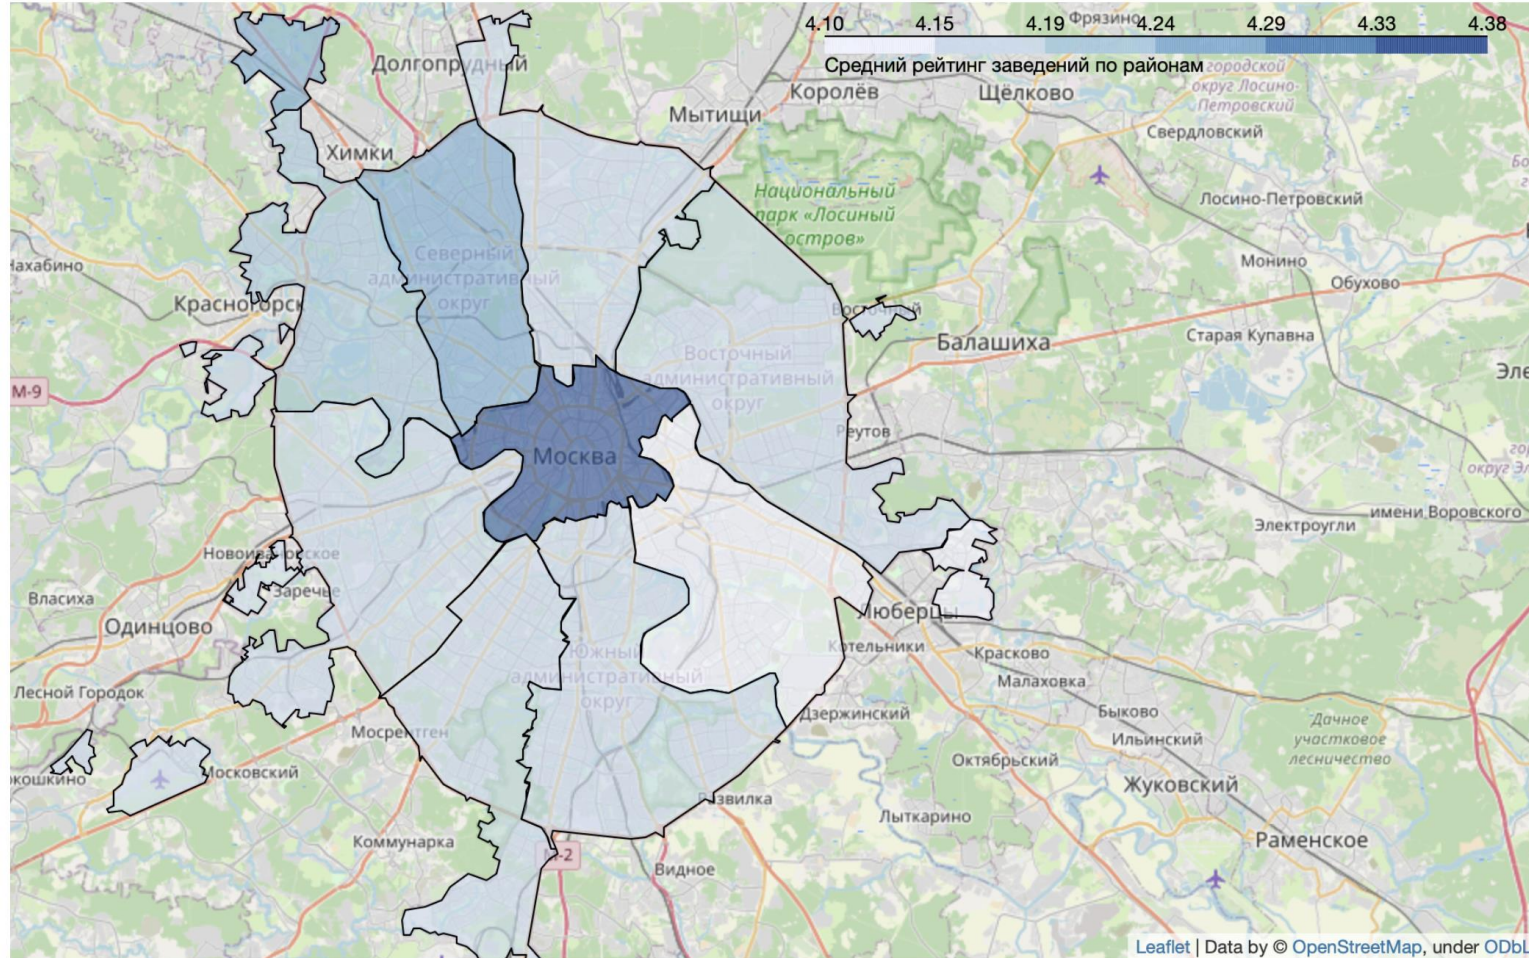 4.10 4.15 4.19 4.24 4.29 4.33 4.38
Фрязино
Средний рейтинг заведений по районам
городской
округ Лосино-
Петровский
Долгопрудный
Королёв
Щёлково
Мытищи
Свердловский
Химки
Национальный
парк «Лосиный
остров»
Лосино-Петровский
Северный
административный
округ
Монино
Нахабино
Обухово
Красногорск
Восточный
Балашиха
Старая Купавна
Восточный
административный
округ
М-9
Реутов
Москва
Электроугли
имени Воровского
Новоивановское
Заречье
Власиха
Одинцово
Люберцы
Котельники
Красково
Южный
административный
округ
Малаховка
Лесной Городок
Дзержинский
Быково
Ильинский
"Дачное
участковое
лесничество"
Мосрентген
Октябрьский
Московский
Жуковский
Развилка
Лыткарино
Коммунарка
Раменское
М-2
Видное
Leaflet | Data by © OpenStreetMap, under ODbL